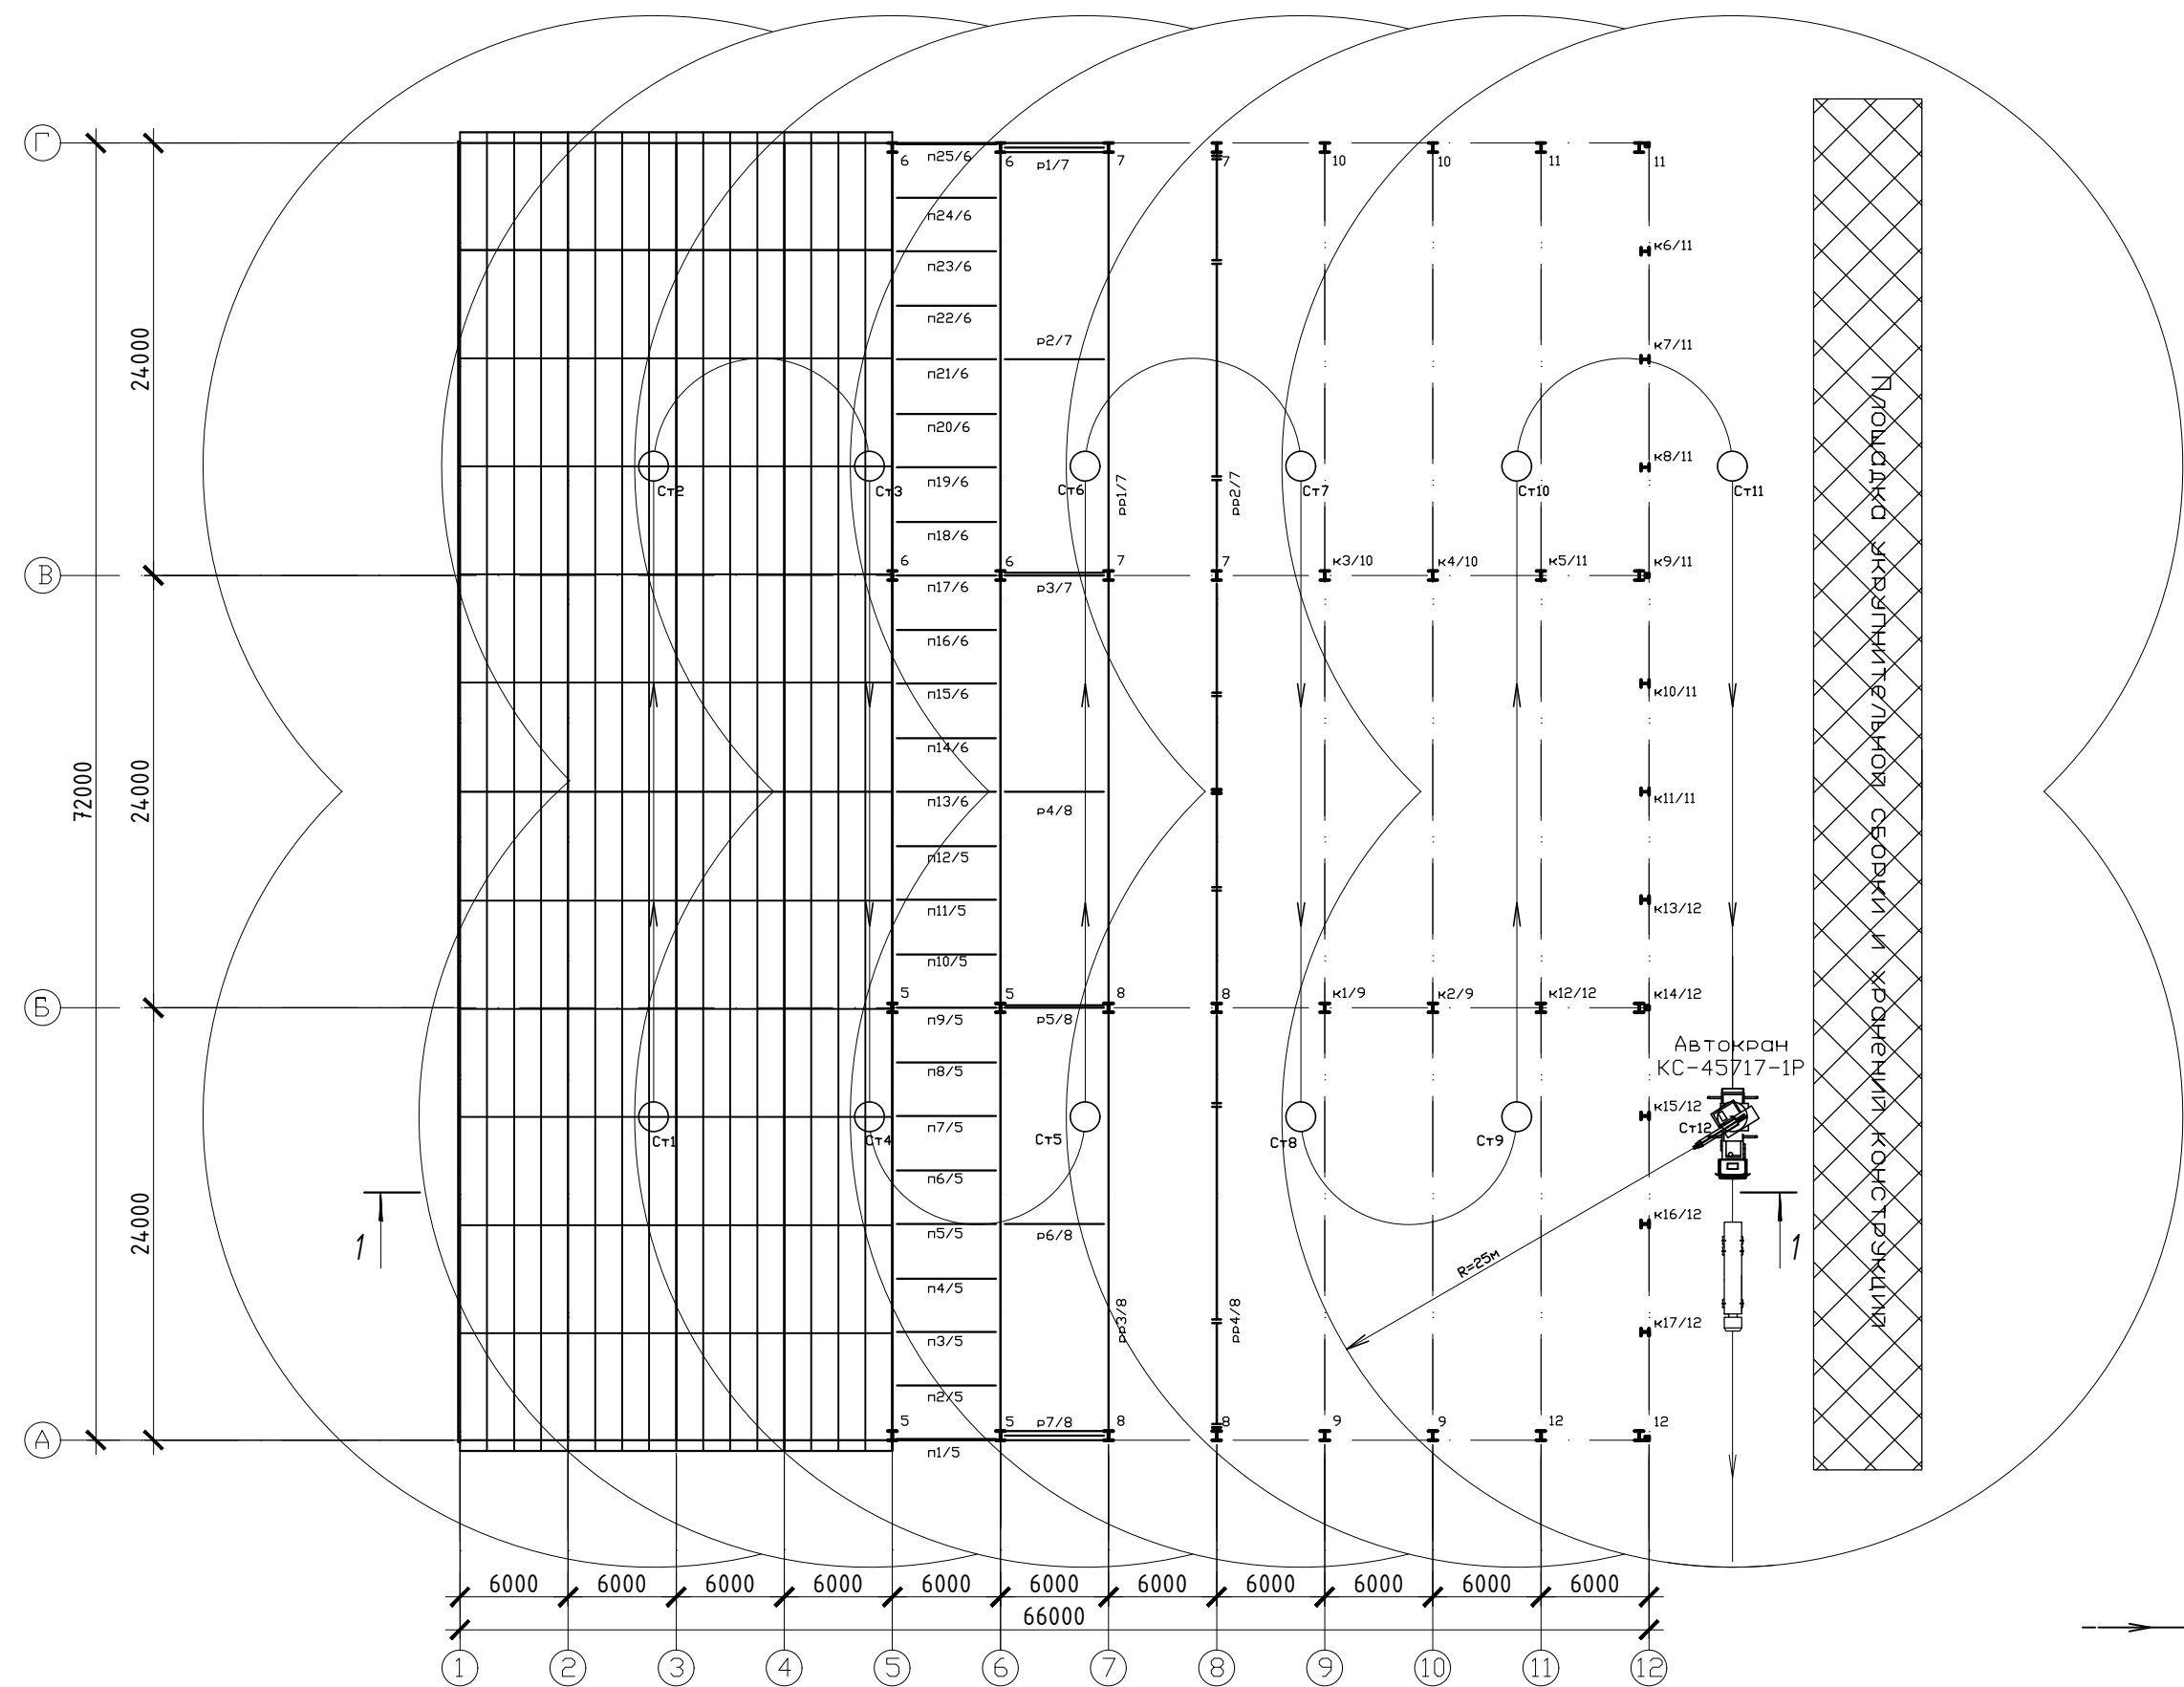 Г
6
п25/6
6
р1/7
7
7
10
10
11
11
п24/6
п23/6
к6/11
п22/6
24000
р2/7
к7/11
п21/6
п20/6
Ст2
Ст3
п19/6
Ст6
рр1/7
рр2/7
Ст7
Ст10
к8/11
Ст11
п18/6
В
6
6
7
7
к3/10
к4/10
к5/11
к9/11
п17/6
р3/7
п16/6
п15/6
к10/11
п14/6
72000
24000
п13/6
р4/8
к11/11
п12/5
п11/5
к13/12
п10/5
Б
5
5
8
8
к1/9
к2/9
к12/12
к14/12
п9/5
р5/8
Автокран
КС-45717-1Р
п8/5
к15/12
Ст1
Ст4
п7/5
Ст5
Ст8
Ст9
Ст12
п6/5
24000
1
п5/5
р6/8
к16/12
1
R=25м
п4/5
рр3/8
рр4/8
п3/5
к17/12
п2/5
А
5
5
р7/8
8
8
9
9
12
12
п1/5
Площадка укрупнительной сборки и хранений конструкций
6000 6000 6000 6000 6000 6000 6000 6000 6000 6000 6000
66000
1 2 3 4 5 6 7 8 9 10 11 12